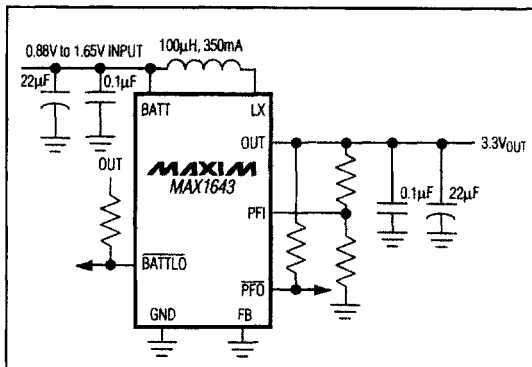 0.88V to 1.65V INPUT
100µH, 350mA
22µF
0.1µF
BATT
LX
OUT
3.3VOUT
OUT
MAXIM
MAX1643
0.1µF
22µF
PFI
BATTLO
PFO
GND
FB